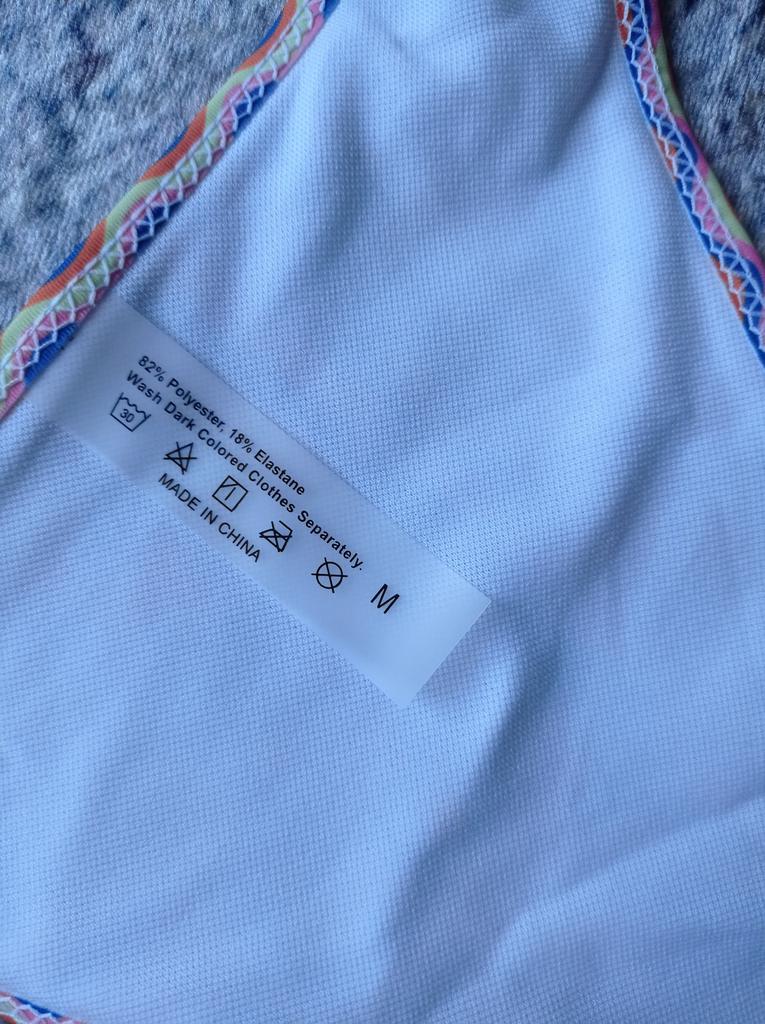 82% Polyester, 18% Elastane
Wash Dark Colored Clothes Separately.
30
M
MADE IN CHINA